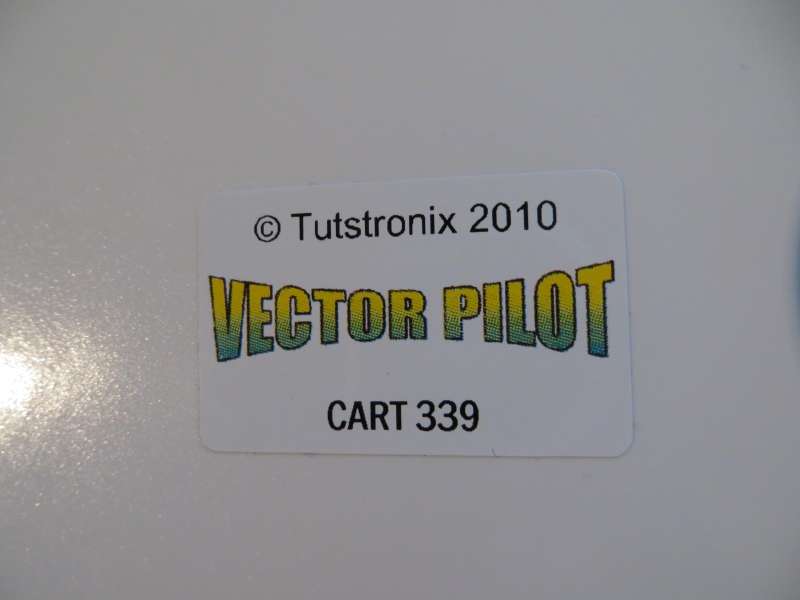 © Tutstronix 2010
VECTOR PILOT
CART 339